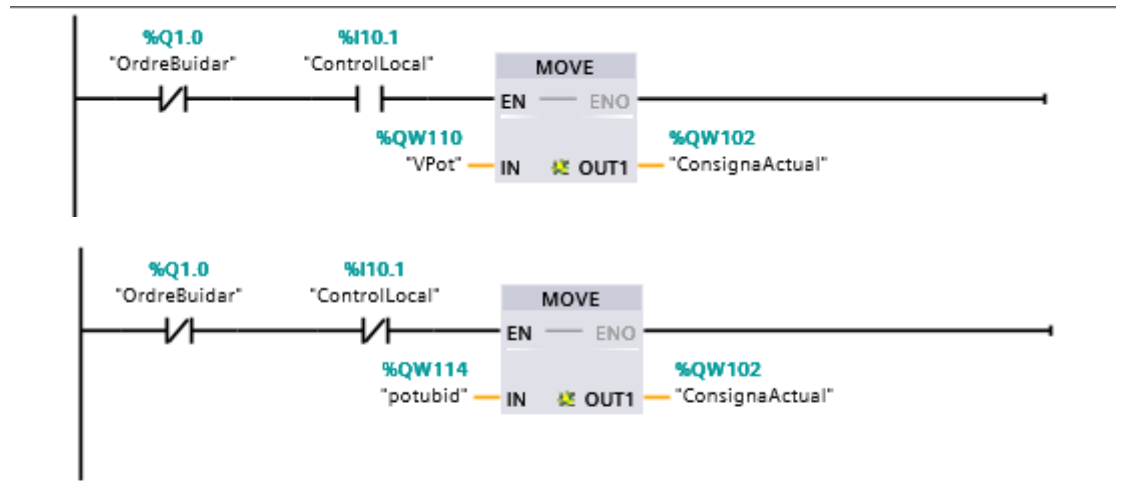 %Q1.0 %I10.1
"OrdreBuidar" "ControlLocal" MOVE
EN ENO
%QW110 %QW102
"VPot" IN OUT1 "ConsignaActual"
%Q1.0 %I10.1
"OrdreBuidar" "ControlLocal" MOVE
EN ENO
%QW114 %QW102
"potubid" IN OUT1 "ConsignaActual"